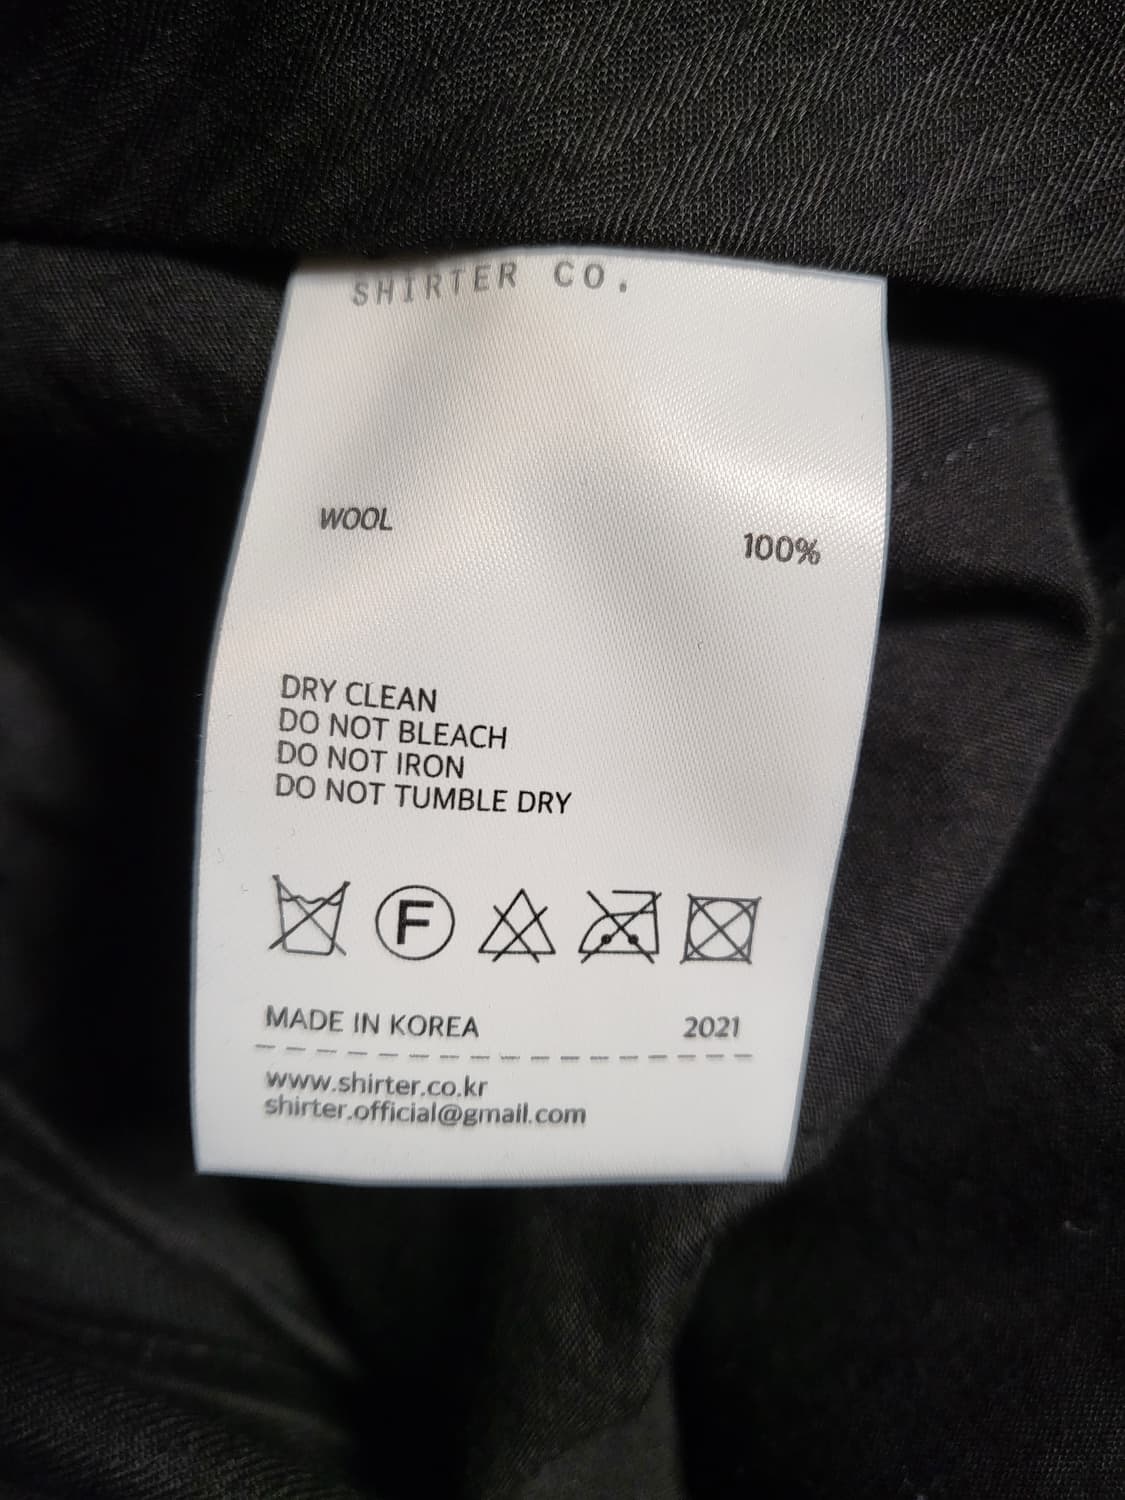 SHIRTER CO.
WOOL 100%
DRY CLEAN
DO NOT BLEACH
DO NOT IRON
DO NOT TUMBLE DRY
F
MADE IN KOREA 2021
www.shirter.co.kr
shirter.official@gmail.com